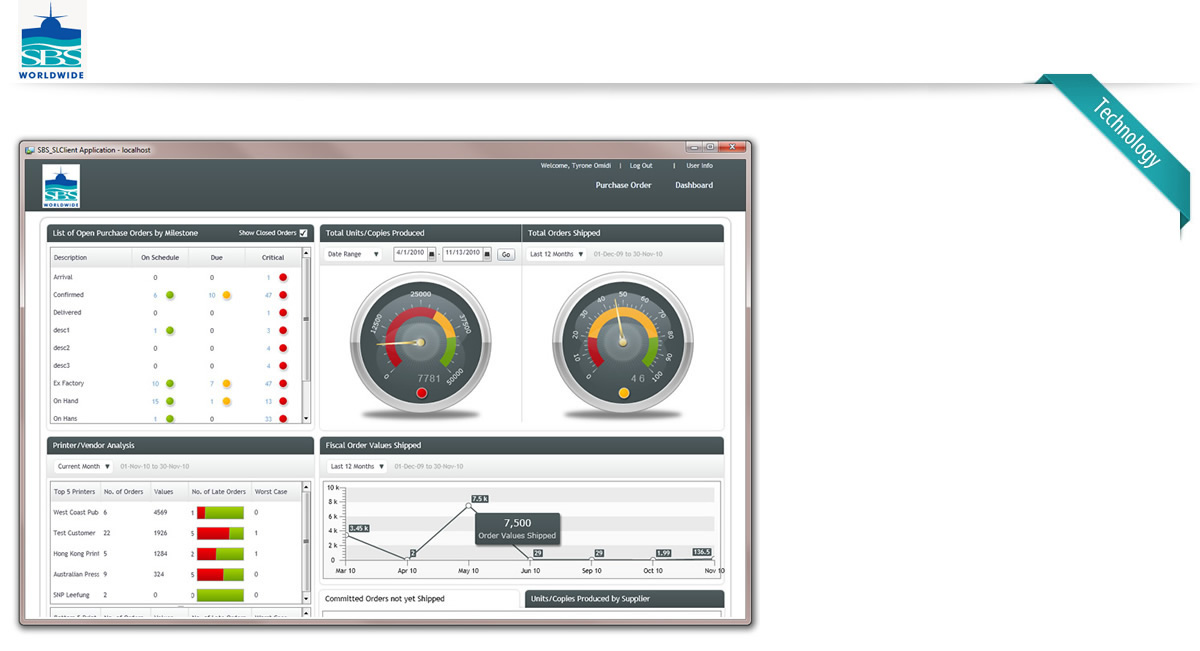 SBS
WORLDWIDE
Technology
SBS_SLClient Application - localhost
Welcome, Tyrone Omidi | Log Out | User Info
SBS
WORLDWIDE
Purchase Order Dashboard
List of Open Purchase Orders by Milestone Show Closed Orders
Description On Schedule Due Critical
Arrival 0 0 1
Confirmed 6 10 47
Delivered 0 0 1
desc1 1 0 3
desc2 0 0 4
desc3 0 0 4
Ex Factory 10 7 47
On Hand 15 1 13
On Hans 1 0 33
Total Units/Copies Produced
Date Range 4/1/2010 - 11/13/2010 Go
0 12500 25000 37500 50000
7781
Total Orders Shipped
Last 12 Months 01-Dec-09 to 30-Nov-10
0 10 20 30 40 50 60 70 80 90 100
46
Printer/Vendor Analysis
Current Month 01-Nov-10 to 30-Nov-10
Top 5 Printers No. of Orders Values No. of Late Orders Worst Case
West Coast Pub 6 4569 1 0
Test Customer 22 1926 5 1
Hong Kong Print 5 1284 2 1
Australian Press 9 324 5 0
SNP Leefung 2 0 0 0
Fiscal Order Values Shipped
Last 12 Months 01-Dec-09 to 30-Nov-10
10 k
8 k
6 k
4 k
2 k
0
3.45 k 2 7.5 k 29 29 1.99 136.5
7,500
Order Values Shipped
Mar 10 Apr 10 May 10 Jun 10 Sep 10 Oct 10 Nov 10
Committed Orders not yet Shipped Units/Copies Produced by Supplier